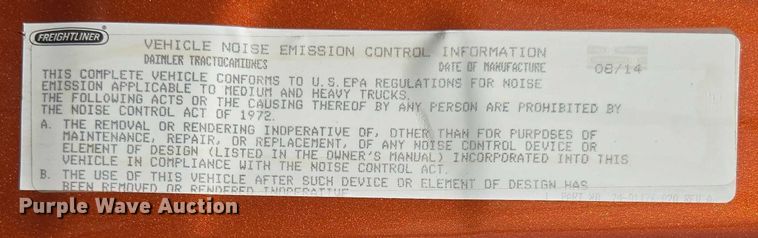 FREIGHTLINER
VEHICLE NOISE EMISSION CONTROL INFORMATION
DAIMLER TRACTOCAMIONES DATE OF MANUFACTURE 08/14
THIS COMPLETE VEHICLE CONFORMS TO U.S.EPA REGULATIONS FOR NOISE
EMISSION APPLICABLE TO MEDIUM AND HEAVY TRUCKS.
THE FOLLOWING ACTS OR THE CAUSING THEREOF BY ANY PERSON ARE PROHIBITED BY
THE NOISE CONTROL ACT OF 1972.
A. THE REMOVAL OR RENDERING INOPERATIVE OF, OTHER THAN FOR PURPOSES OF
MAINTENANCE, REPAIR, OR REPLACEMENT, OF ANY NOISE CONTROL DEVICE OR
ELEMENT OF DESIGN (LISTED IN THE OWNER'S MANUAL) INCORPORATED INTO THIS
VEHICLE IN COMPLIANCE WITH THE NOISE CONTROL ACT.
B. THE USE OF THIS VEHICLE AFTER SUCH DEVICE OR ELEMENT OF DESIGN HAS
BEEN REMOVED OR RENDERED INOPERATIVE
PART NO.
Purple Wave Auction